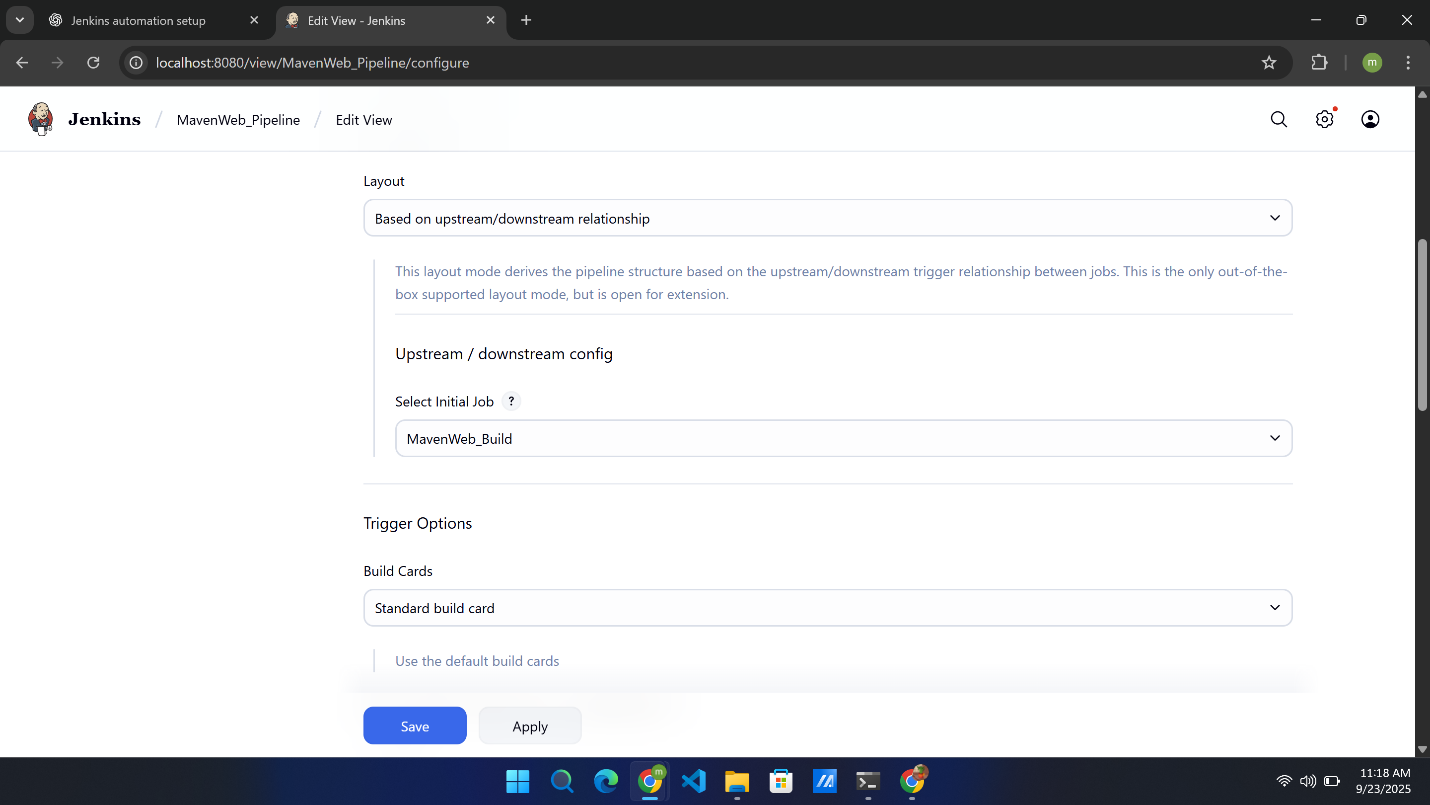 Jenkins automation setup
Edit View - Jenkins
localhost:8080/view/MavenWeb_Pipeline/configure
m
Jenkins / MavenWeb_Pipeline / Edit View
Layout
Based on upstream/downstream relationship
This layout mode derives the pipeline structure based on the upstream/downstream trigger relationship between jobs. This is the only out-of-the-
box supported layout mode, but is open for extension.
Upstream / downstream config
Select Initial Job ?
MavenWeb_Build
Trigger Options
Build Cards
Standard build card
Use the default build cards
Save
Apply
m
11:18 AM
9/23/2025